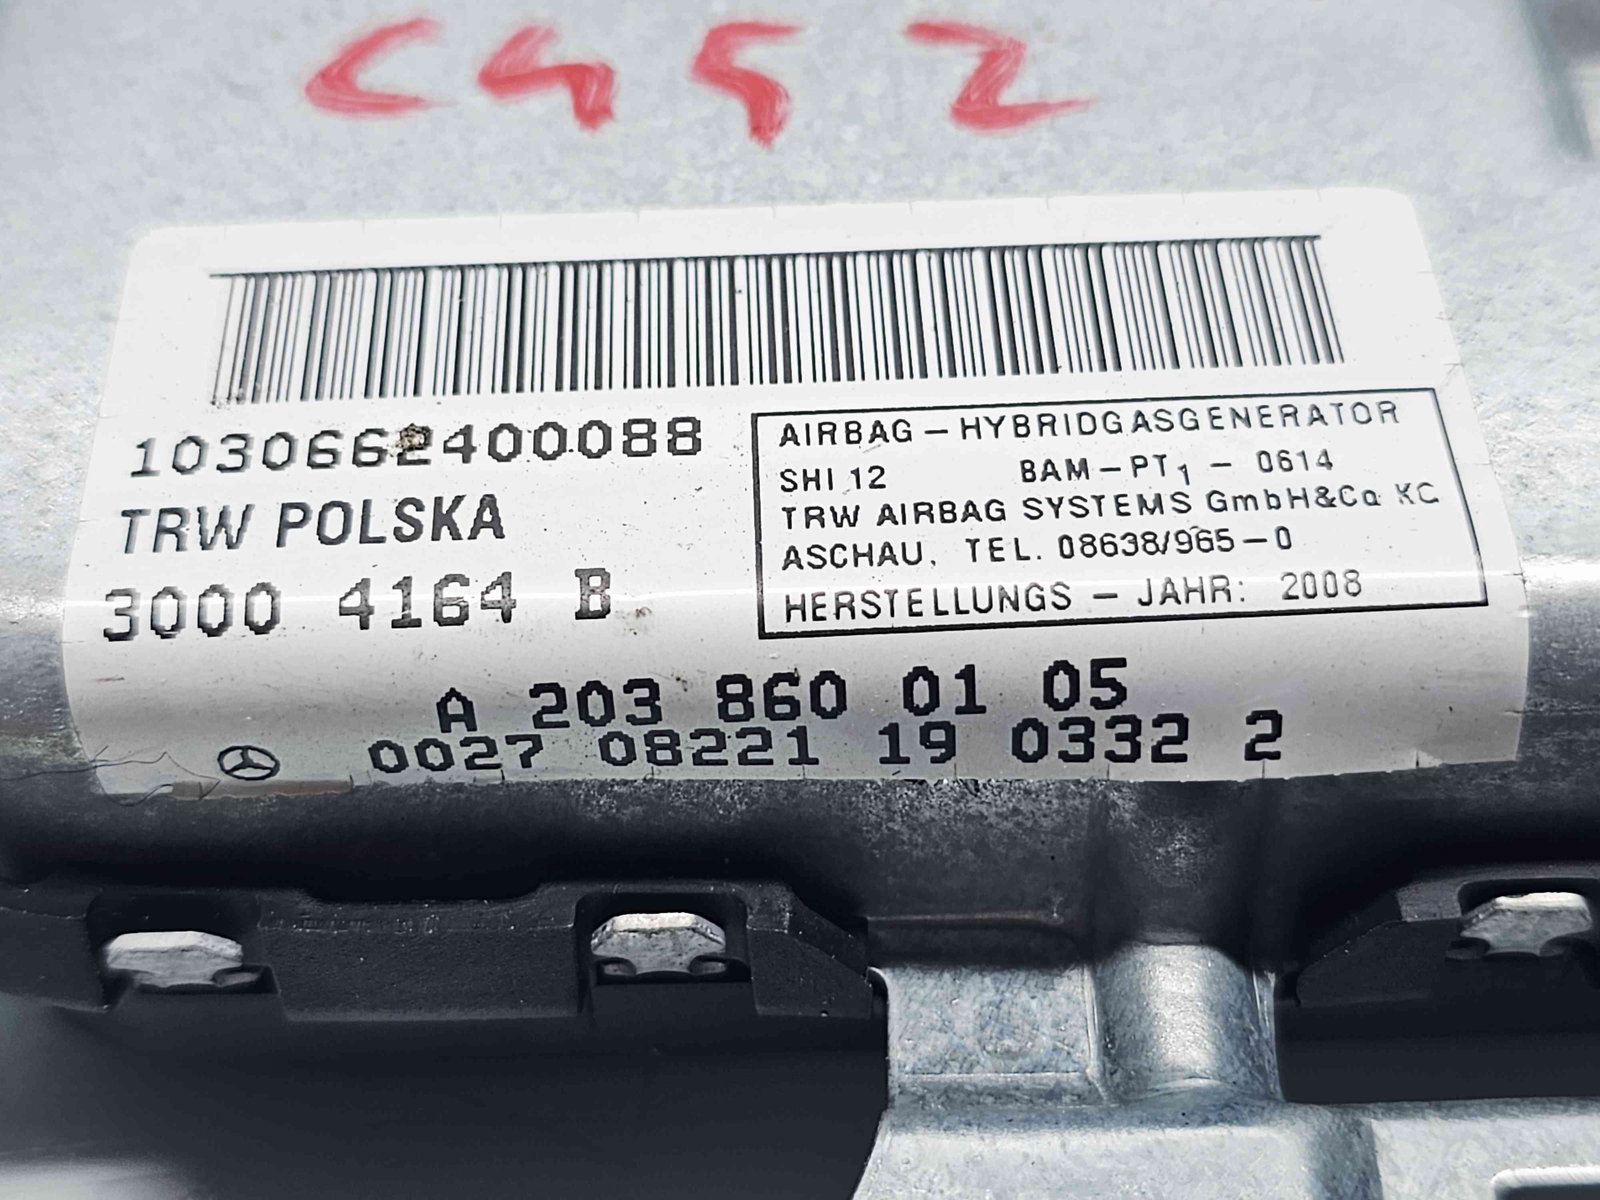 C452
1030662400088
TRW POLSKA
3000 4164 B
AIRBAG - HYBRIDGASGENERATOR
SHI 12 BAM - PT1 - 0614
TRW AIRBAG SYSTEMS GmbH&Co KG
ASCHAU, TEL. 08638/965-0
HERSTELLUNGS - JAHR: 2008
A 203 860 01 05
0027 08221 19 0332 2